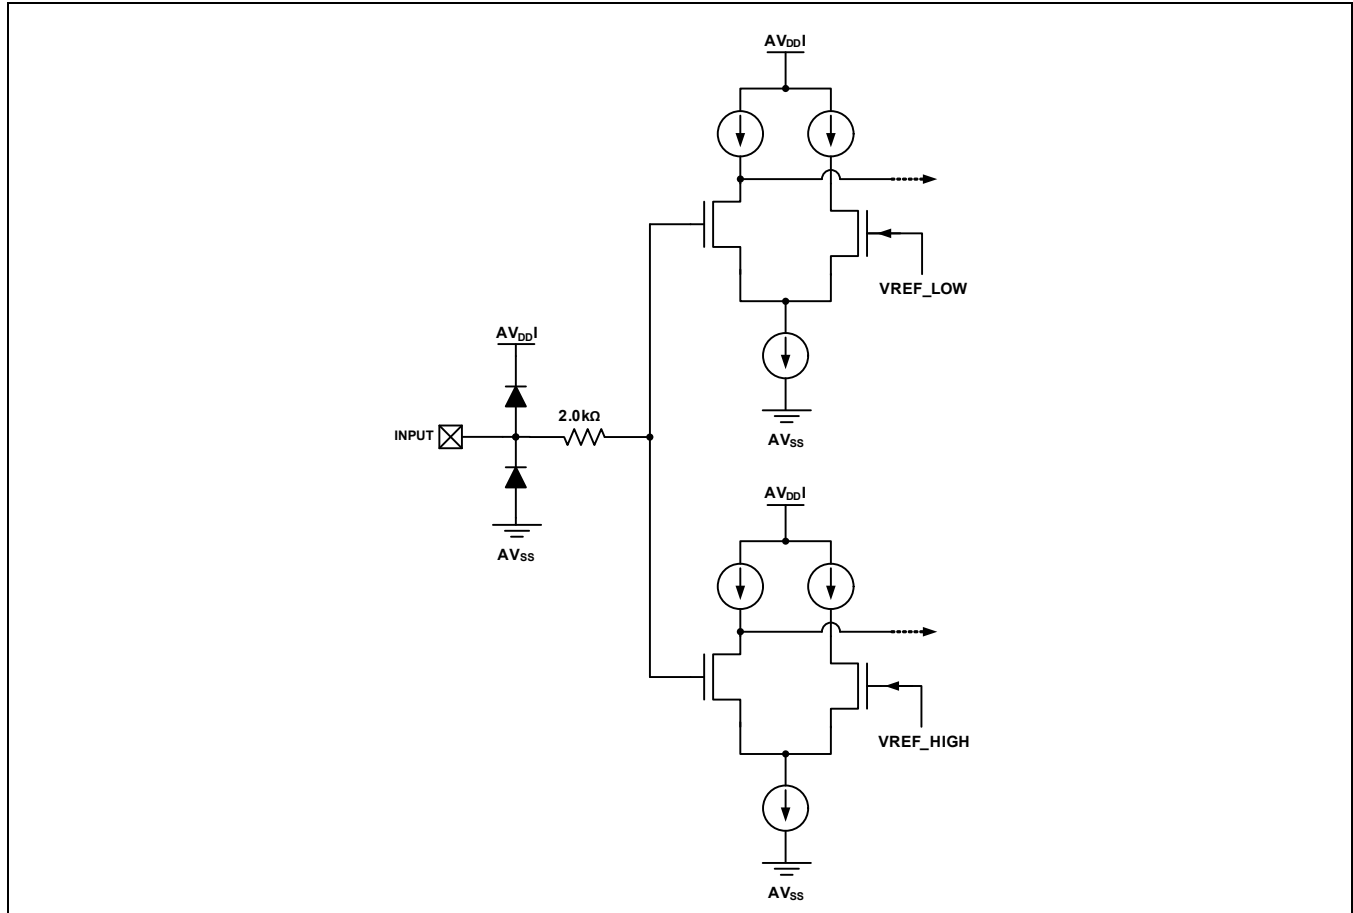 AVDDI
VREF_LOW
AVDDI
2.0kΩ
INPUT
AVSS
AVSS
AVDDI
VREF_HIGH
AVSS